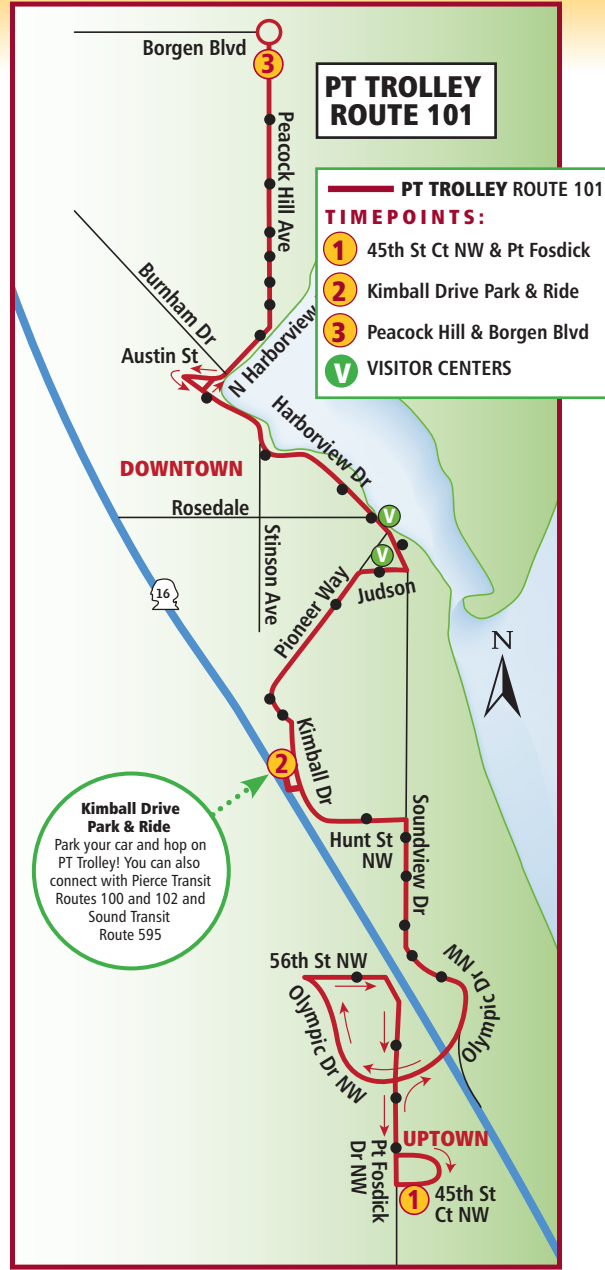 Borgen Blvd
3
PT TROLLEY
ROUTE 101
Peacock Hill Ave
PT TROLLEY ROUTE 101
TIMEPOINTS:
1 45th St Ct NW & Pt Fosdick
2 Kimball Drive Park & Ride
3 Peacock Hill & Borgen Blvd
V VISITOR CENTERS
Burnham Dr
N Harborview
Austin St
Harborview Dr
DOWNTOWN
Rosedale
V
V
Stinson Ave
Judson
Pioneer Way
16
N
Kimball Dr
2
Kimball Drive
Park & Ride
Park your car and hop on
PT Trolley! You can also
connect with Pierce Transit
Routes 100 and 102 and
Sound Transit
Route 595
Hunt St
NW
Soundview Dr
56th St NW
Olympic Dr NW
Olympic Dr NW
UPTOWN
Pt Fosdick
Dr NW
1
45th St
Ct NW